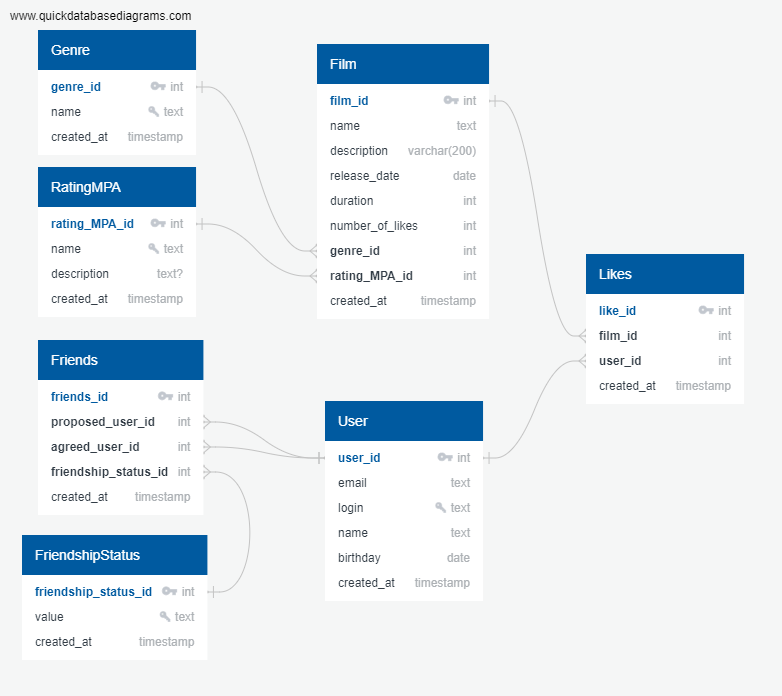 www.quickdatabasediagrams.com
Genre
genre_id int
name text
created_at timestamp
RatingMPA
rating_MPA_id int
name text
description text?
created_at timestamp
Film
film_id int
name text
description varchar(200)
release_date date
duration int
number_of_likes int
genre_id int
rating_MPA_id int
created_at timestamp
Likes
like_id int
film_id int
user_id int
created_at timestamp
Friends
friends_id int
proposed_user_id int
agreed_user_id int
friendship_status_id int
created_at timestamp
User
user_id int
email text
login text
name text
birthday date
created_at timestamp
FriendshipStatus
friendship_status_id int
value text
created_at timestamp